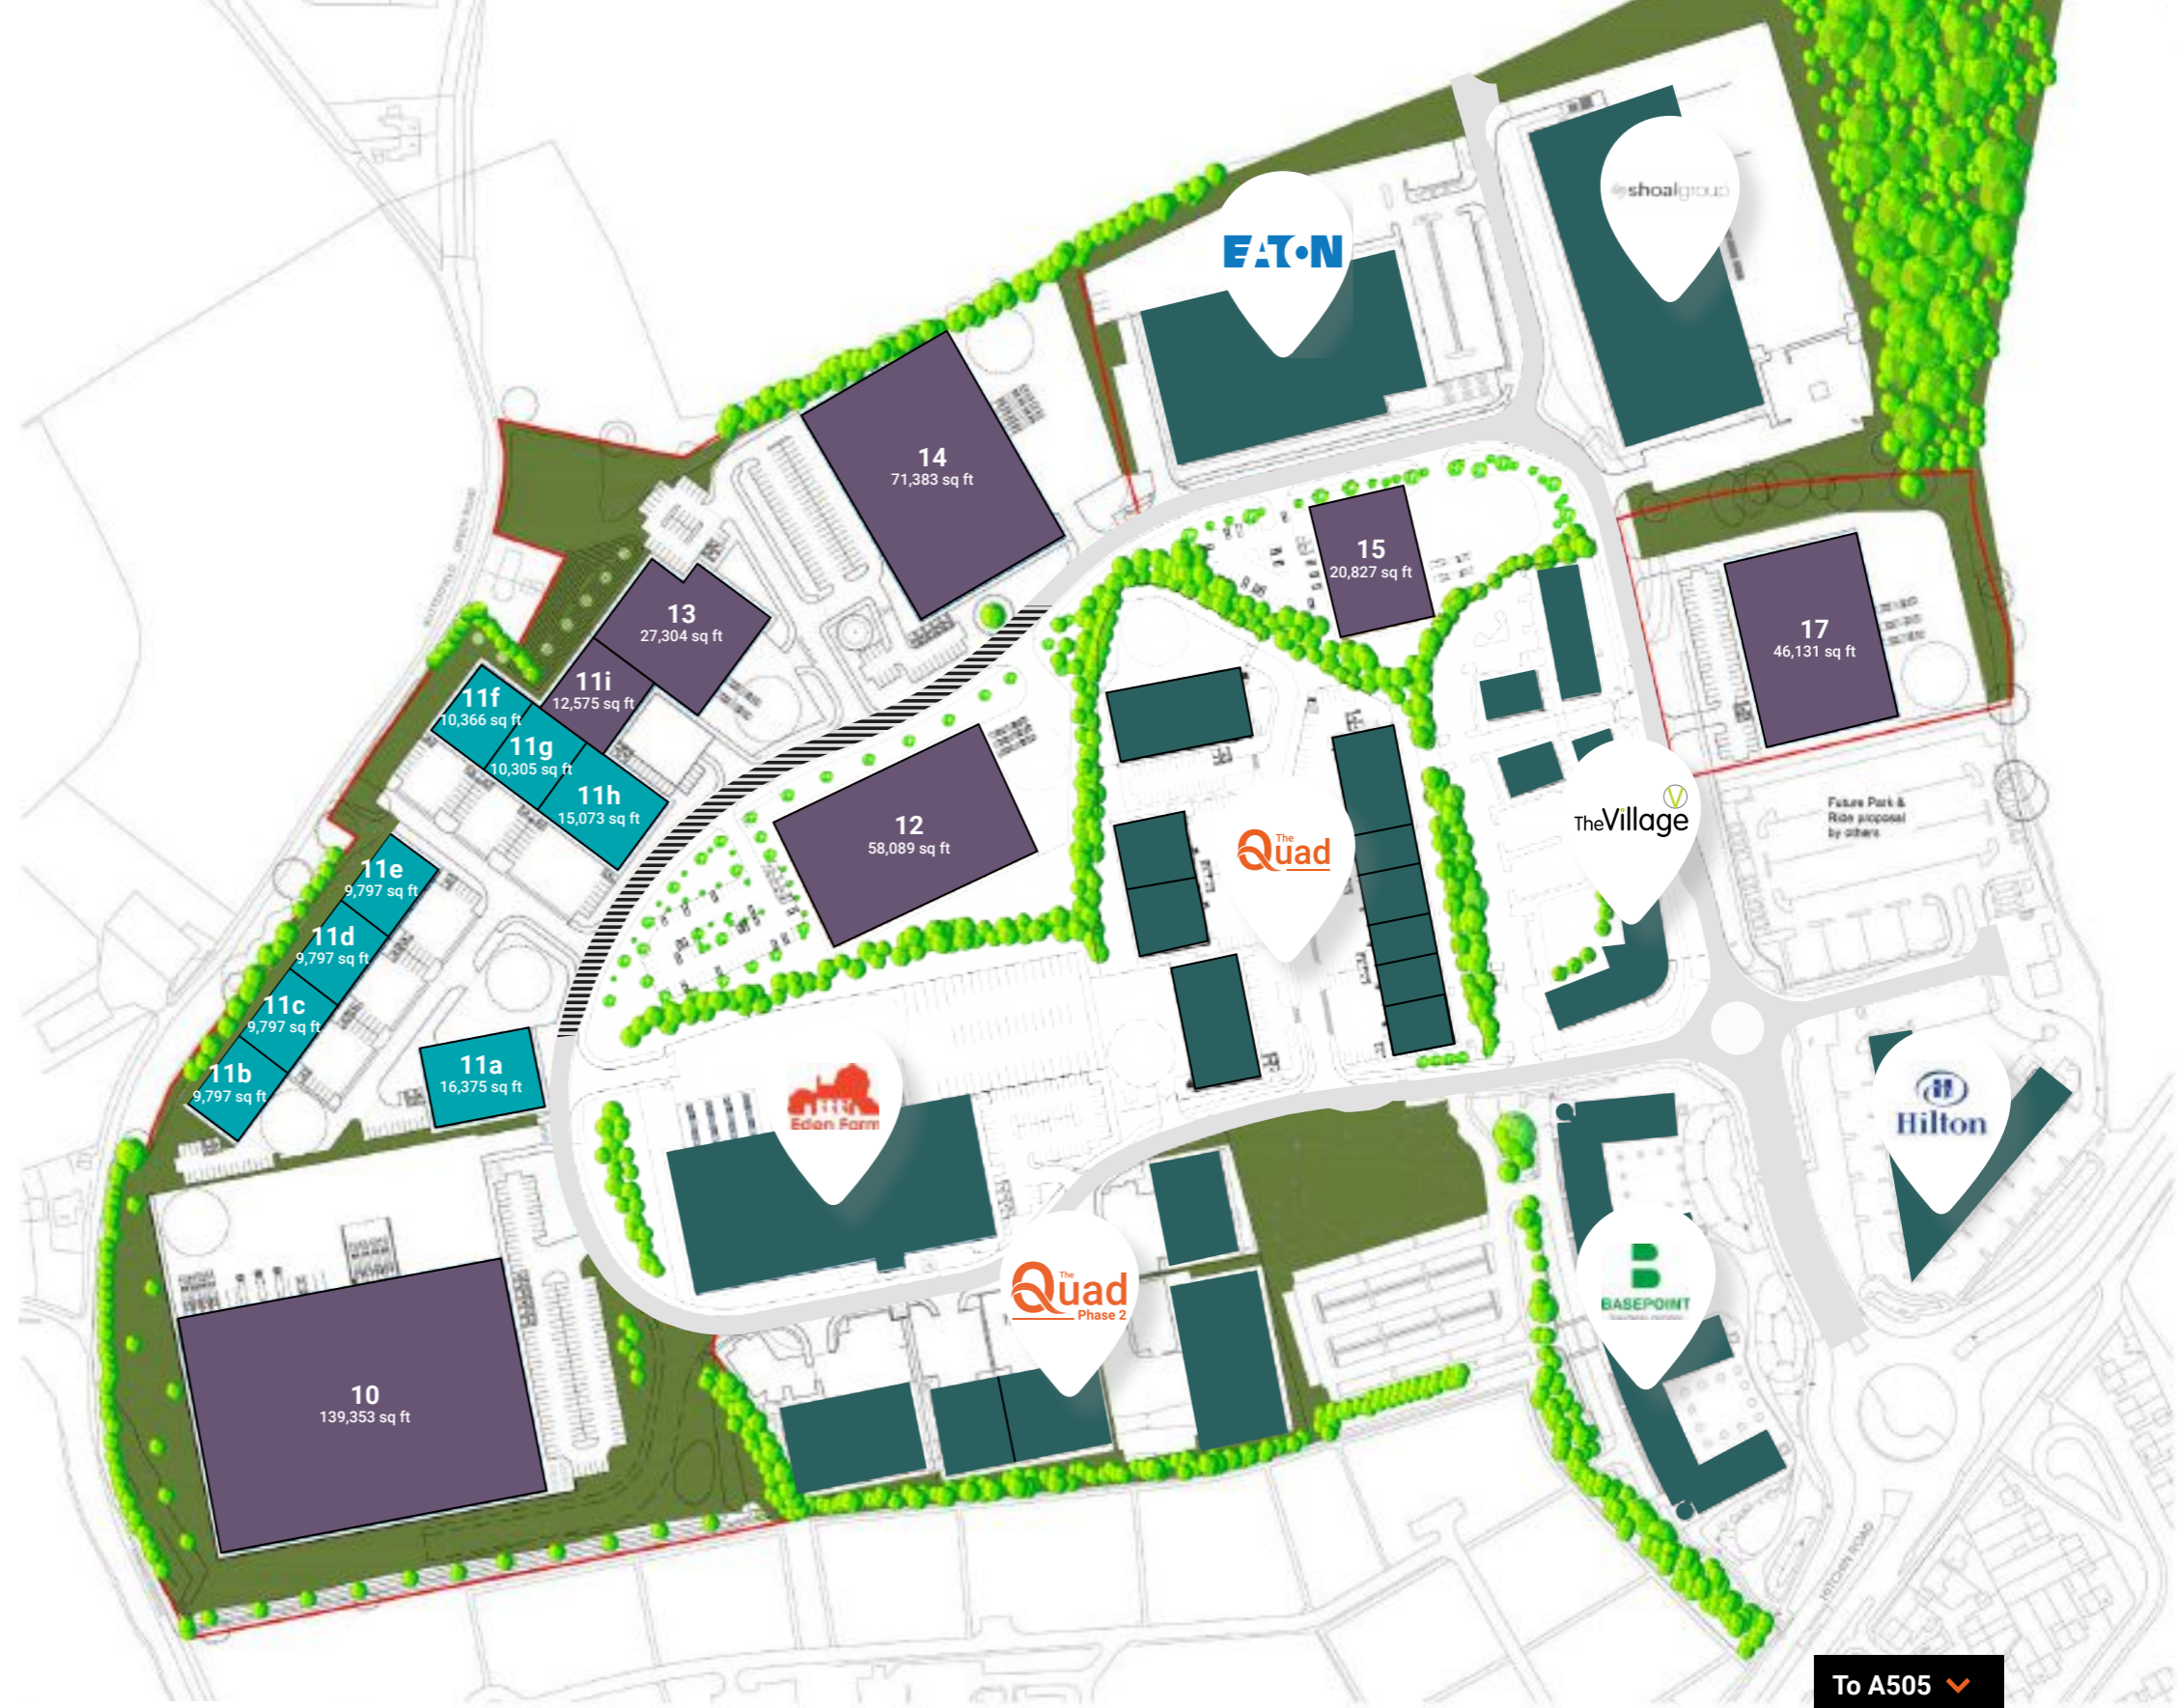 shoalgroup
EATON
14
71,383 sq ft
15
20,827 sq ft
13
27,304 sq ft
17
46,131 sq ft
11i
12,575 sq ft
11f
10,366 sq ft
11g
10,305 sq ft
11h
15,073 sq ft
12
58,089 sq ft
TheVillage
V
Future Park &
Ride proposal
by others
The
Quad
11e
9,797 sq ft
11d
9,797 sq ft
11c
9,797 sq ft
11b
9,797 sq ft
11a
16,375 sq ft
Eden Farm
H
Hilton
The
Quad
Phase 2
B
BASEPOINT
10
139,353 sq ft
HITCHIN ROAD
To A505